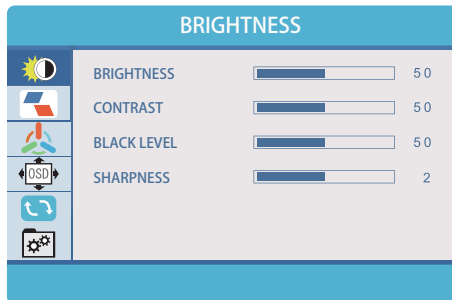 BRIGHTNESS
BRIGHTNESS 50
CONTRAST 50
BLACK LEVEL 50
SHARPNESS 2
OSD